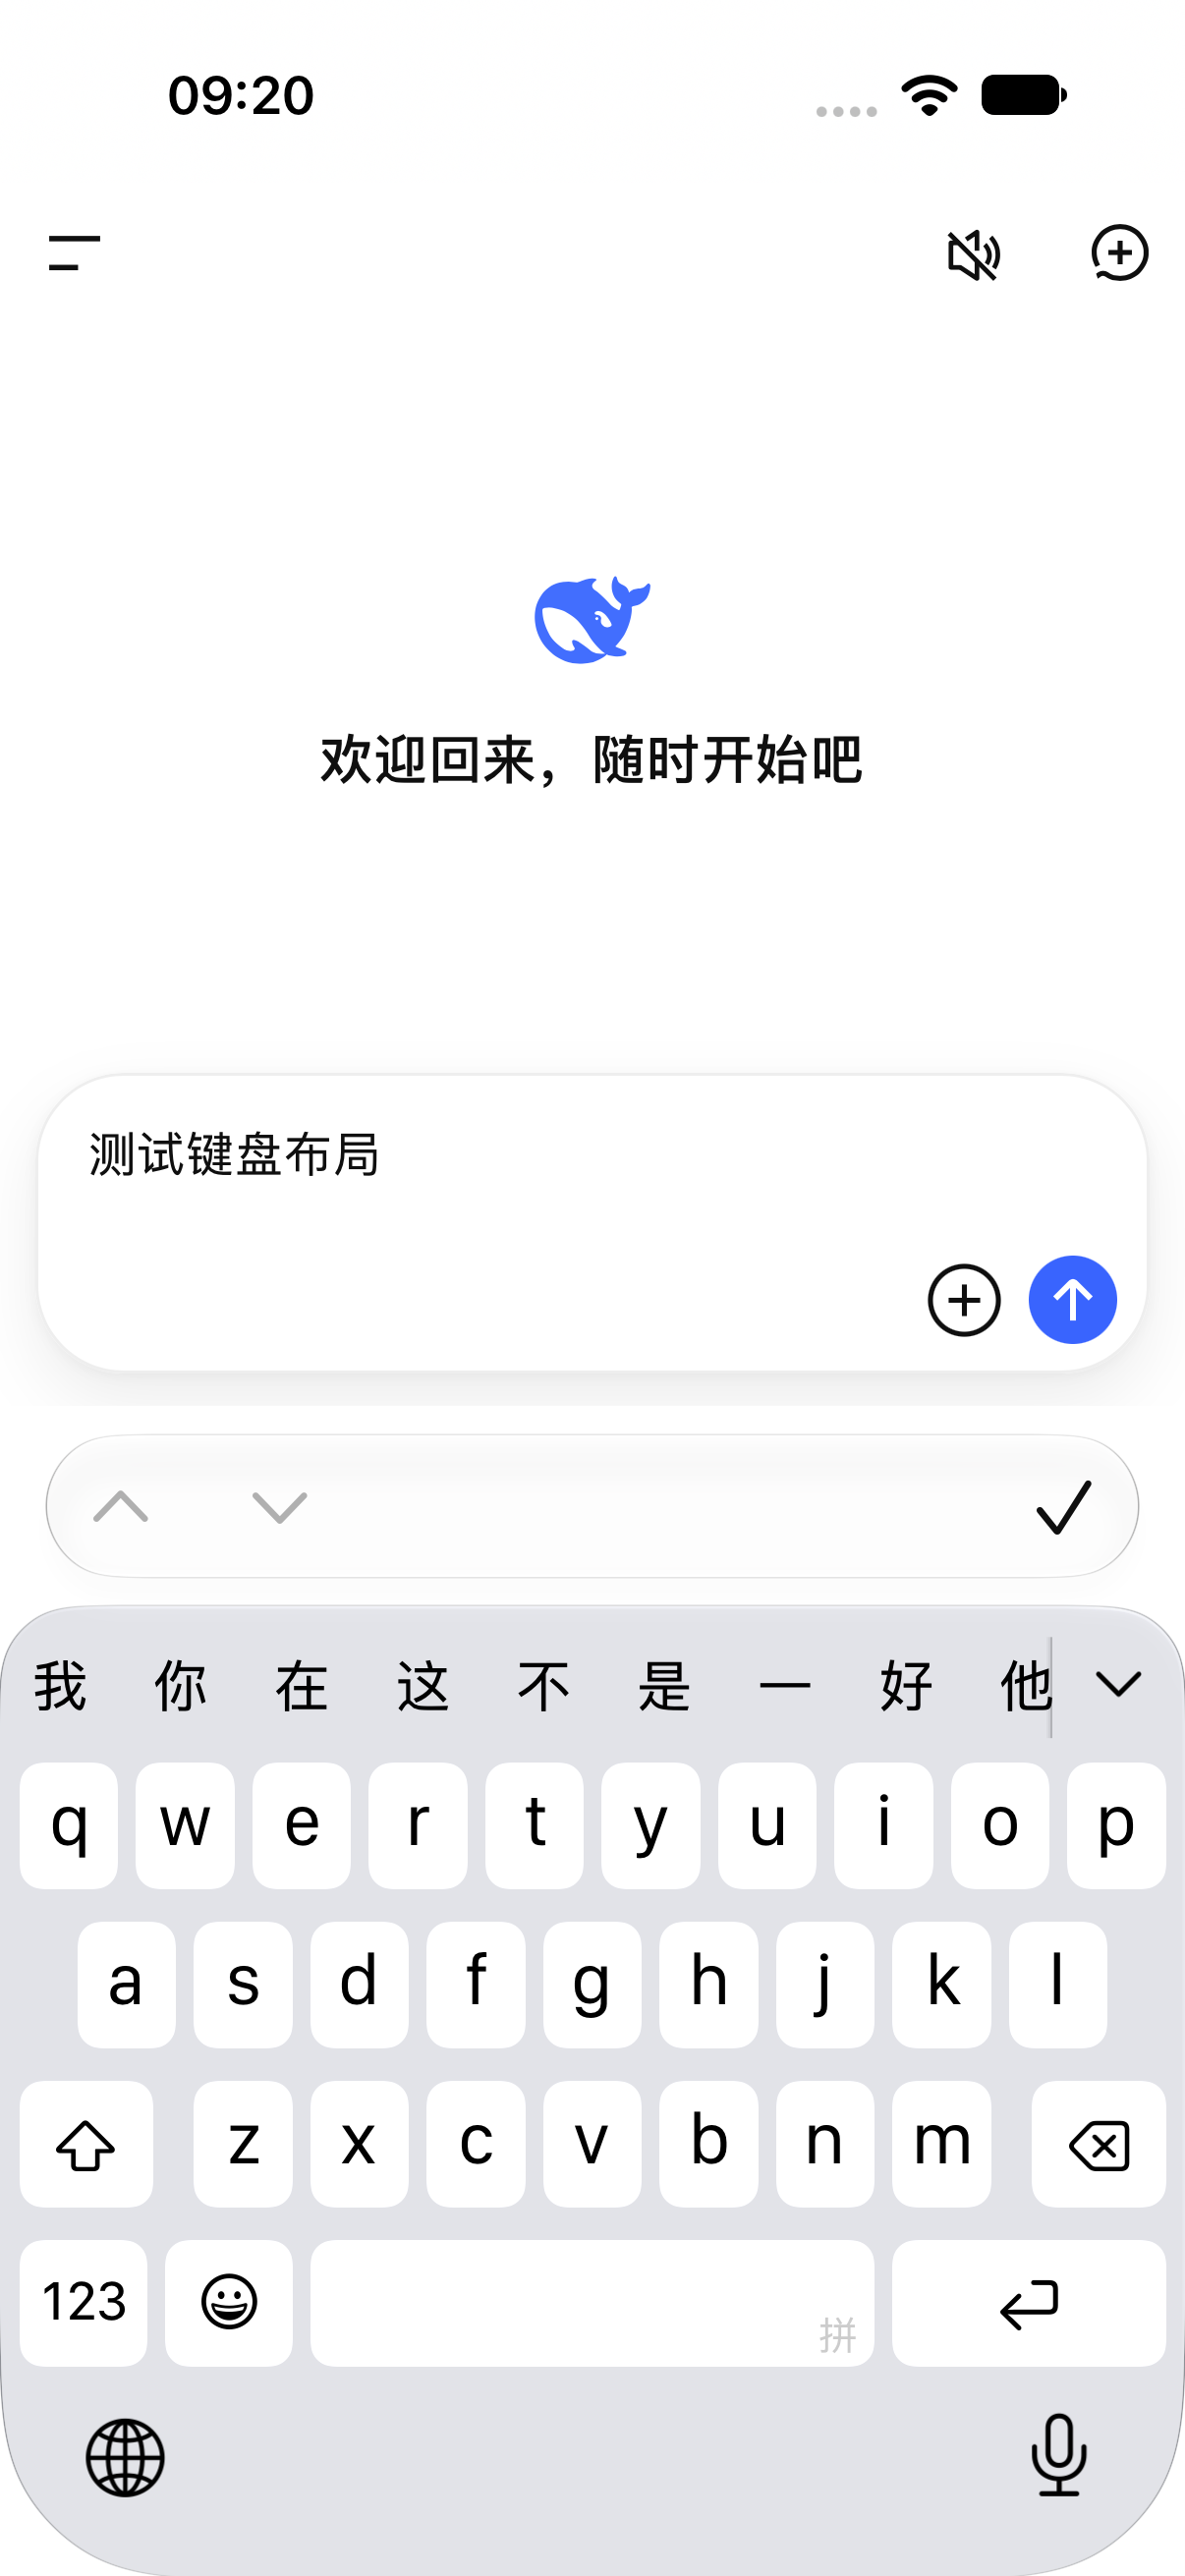 09:20
欢迎回来，随时开始吧
测试键盘布局
我 你 在 这 不 是 一 好 他
q w e r t y u i o p
a s d f g h j k l
z x c v b n m
123
拼